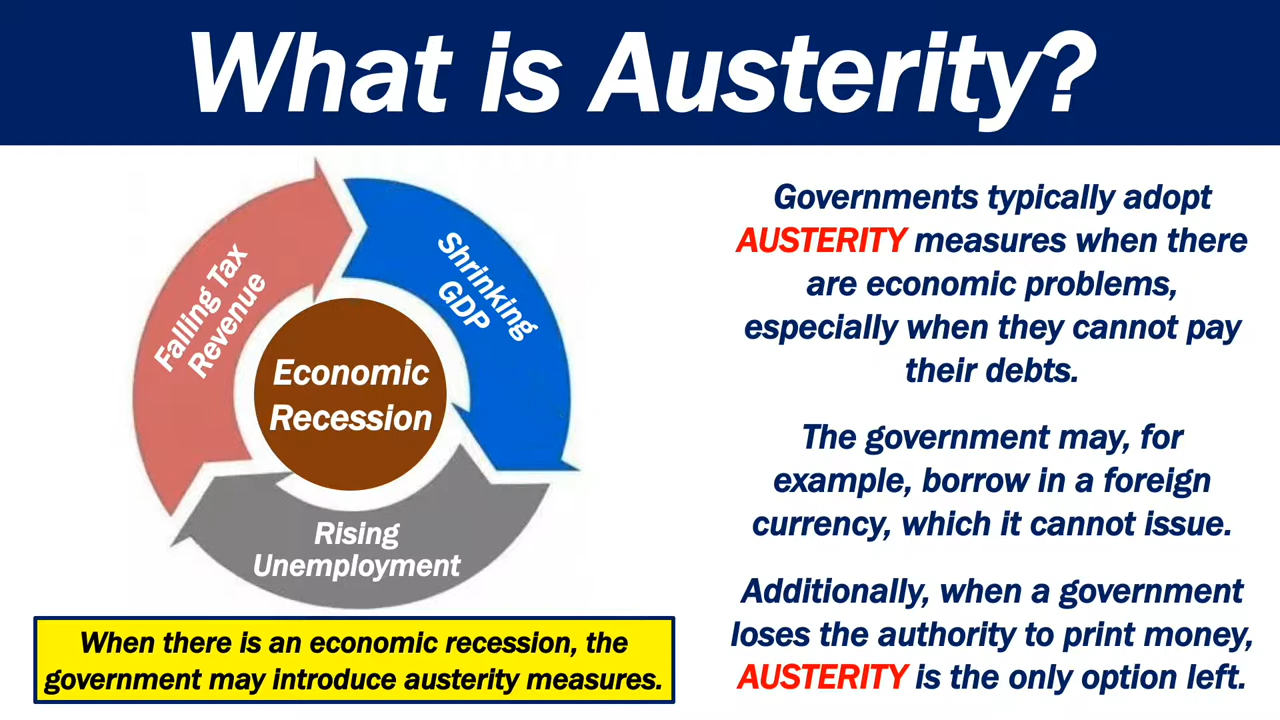 What is Austerity?
Falling Tax
Revenue
Shrinking
GDP
Economic
Recession
Rising
Unemployment
When there is an economic recession, the
government may introduce austerity measures.
Governments typically adopt
AUSTERITY measures when there
are economic problems,
especially when they cannot pay
their debts.
The government may, for
example, borrow in a foreign
currency, which it cannot issue.
Additionally, when a government
loses the authority to print money,
AUSTERITY is the only option left.